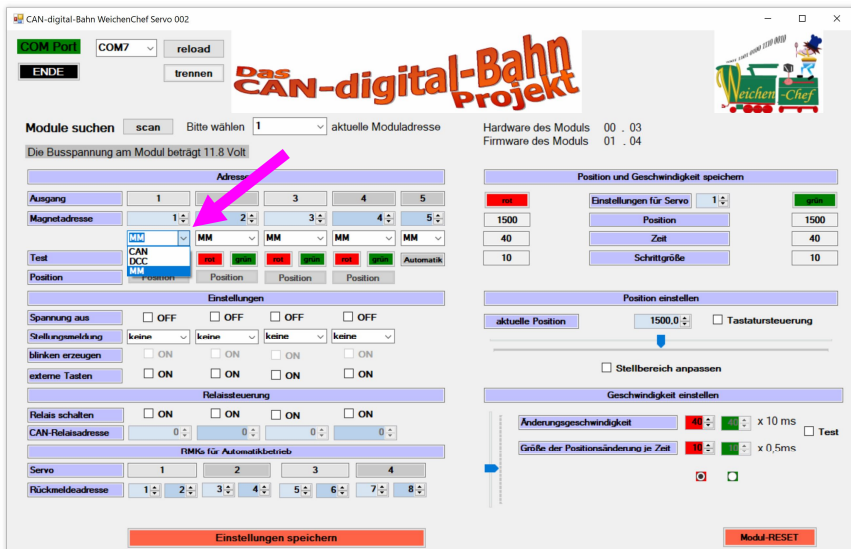 CAN-digital-Bahn WeichenChef Servo 002
COM Port COM7 reload
ENDE trennen
Das
CAN-digital-Bahn
Projekt
Weichen-Chef
Module suchen scan Bitte wählen 1 aktuelle Moduladresse
Hardware des Moduls 00 . 03
Firmware des Moduls 01 . 04
Die Busspannung am Modul beträgt 11.8 Volt
Adresse
Ausgang 1 3 4 5
Magnetadresse 1 2 3 4 5
MM MM MM MM MM
CAN
DCC
MM
Test rot grün rot grün rot grün Automatik
Position Position Position Position Position
Einstellungen
Spannung aus OFF OFF OFF OFF
Stellungsmeldung keine keine keine keine
blinken erzeugen ON ON ON ON
externe Tasten ON ON ON ON
Relaissteuerung
Relais schalten ON ON ON ON
CAN-Relaisadresse 0 0 0 0
RMKs für Automatikbetrieb
Servo 1 2 3 4
Rückmeldeadresse 1 2 3 4 5 6 7 8
Einstellungen speichern
Position und Geschwindigkeit speichern
rot Einstellungen für Servo 1 grün
1500 Position 1500
40 Zeit 40
10 Schrittgröße 10
Position einstellen
aktuelle Position 1500,0 Tastatursteuerung
Stellbereich anpassen
Geschwindigkeit einstellen
Änderungsgeschwindigkeit 40 40 x 10 ms
Test
Größe der Positionsänderung je Zeit 10 10 x 0,5ms
Modul-RESET